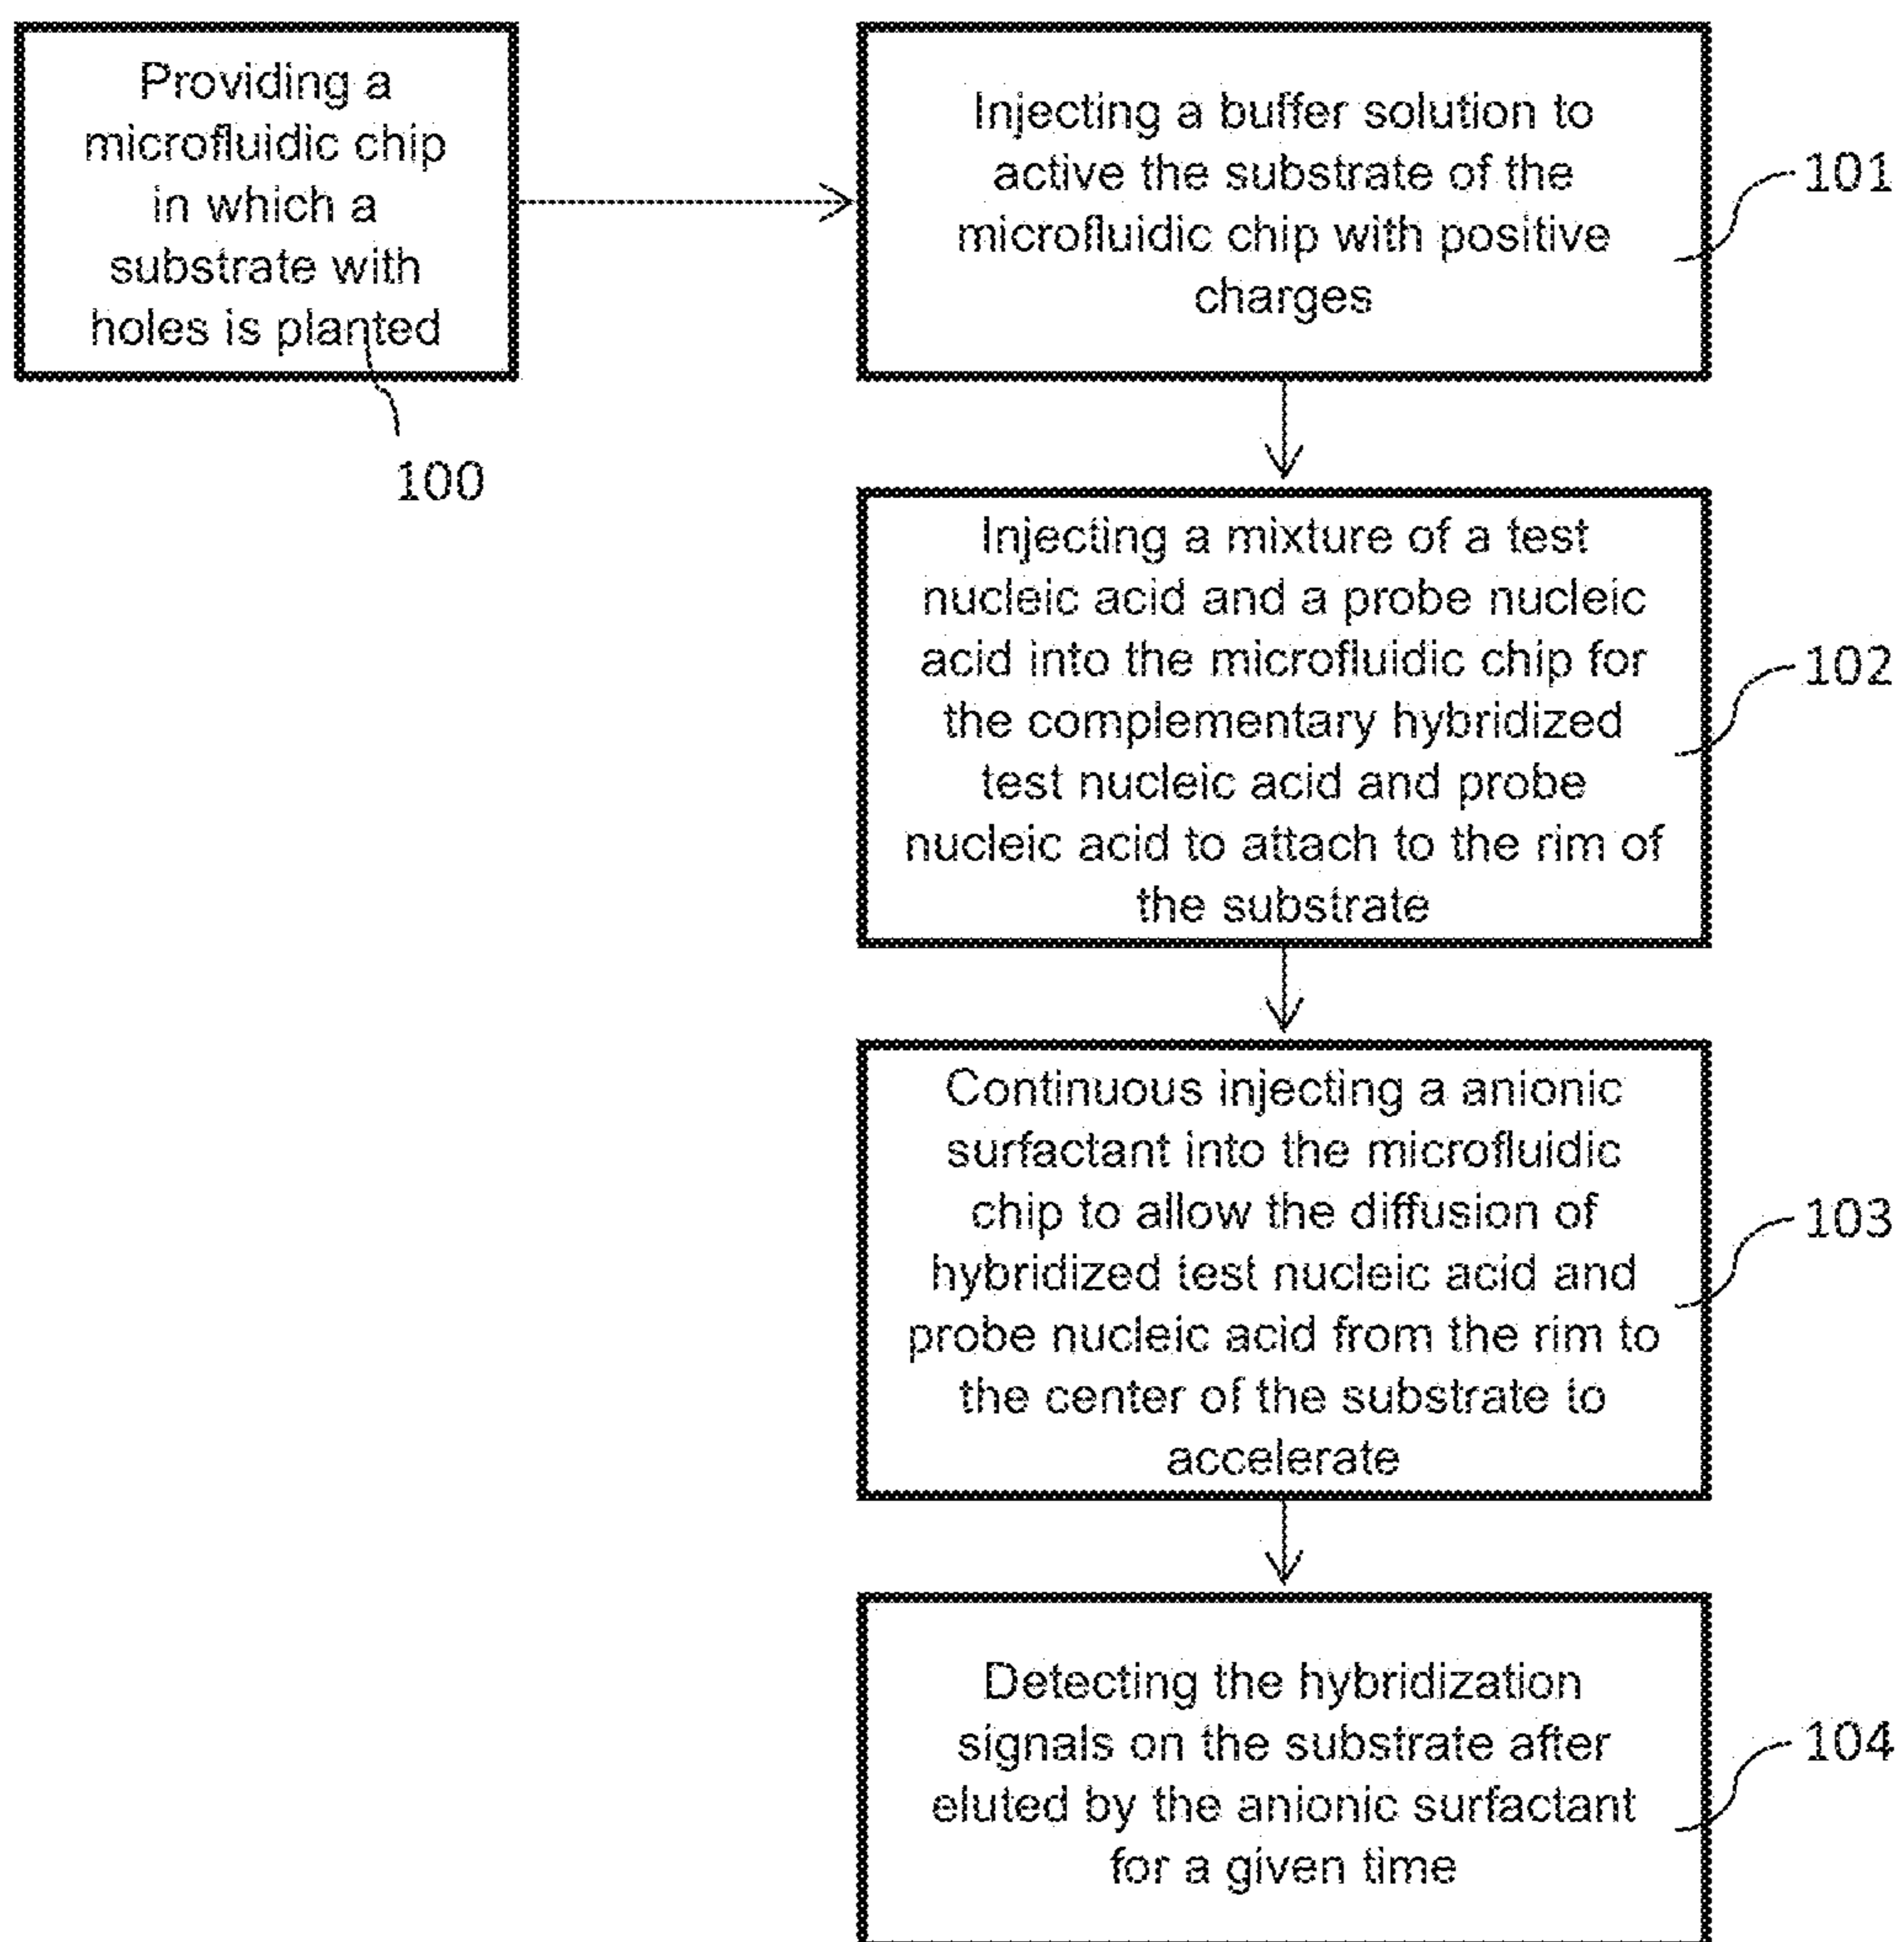 Providing a
microfluidic chip
in which a
substrate with
holes is planted
100
Injecting a buffer solution to
active the substrate of the
microfluidic chip with positive
charges
101
Injecting a mixture of a test
nucleic acid and a probe nucleic
acid into the microfluidic chip for
the complementary hybridized
test nucleic acid and probe
nucleic acid to attach to the rim of
the substrate
102
Continuous injecting a anionic
surfactant into the microfluidic
chip to allow the diffusion of
hybridized test nucleic acid and
probe nucleic acid from the rim to
the center of the substrate to
accelerate
103
Detecting the hybridization
signals on the substrate after
eluted by the anionic surfactant
for a given time
104